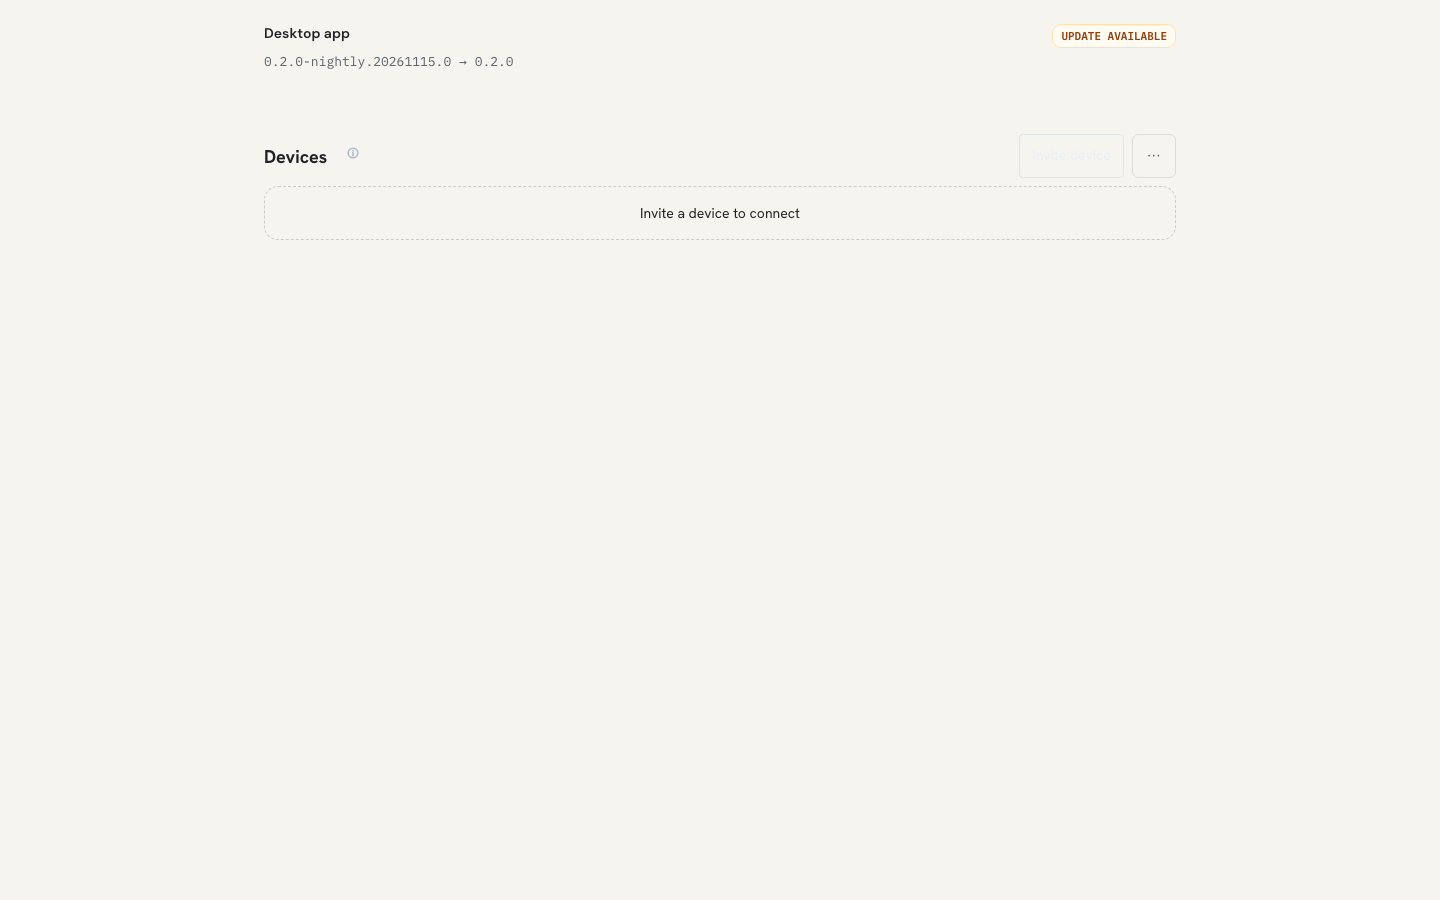 Desktop app
UPDATE AVAILABLE
0.2.0-nightly.20261115.0 → 0.2.0
Devices
Invite device
...
Invite a device to connect